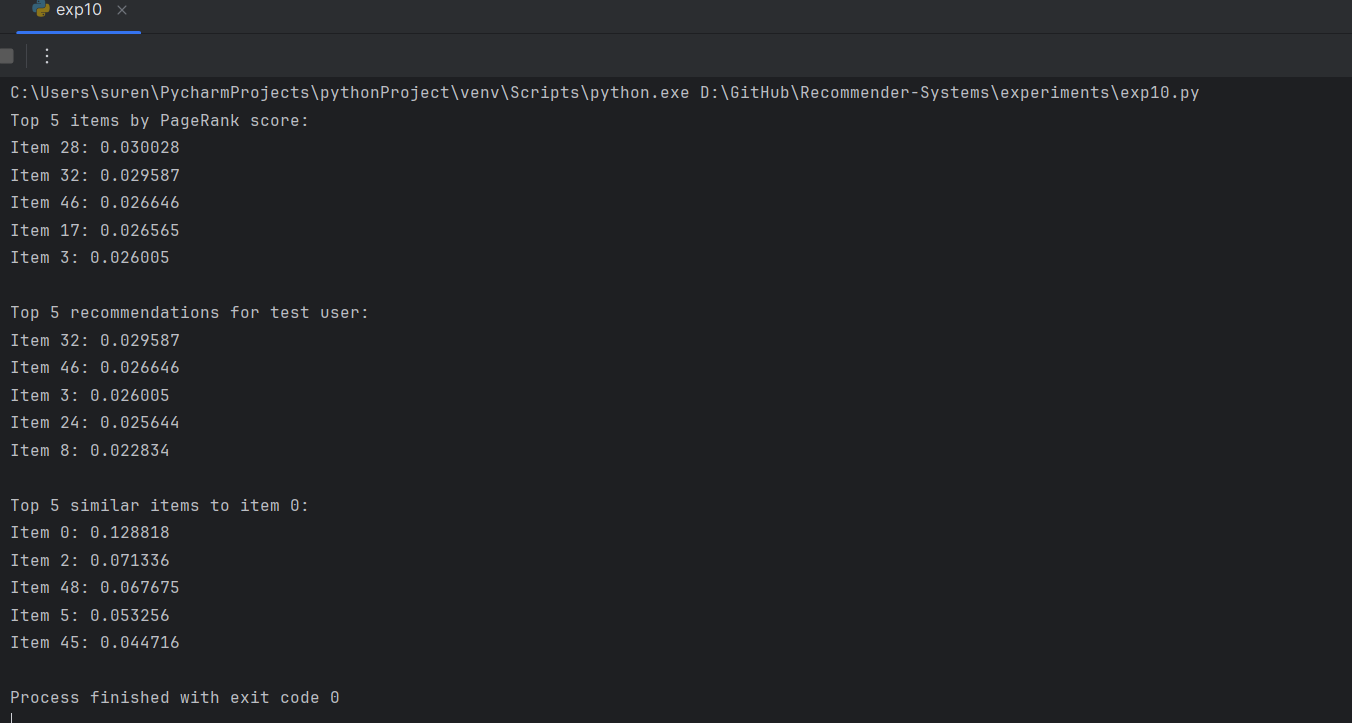 exp10
C:\Users\suren\PycharmProjects\pythonProject\venv\Scripts\python.exe D:\GitHub\Recommender-Systems\experiments\exp10.py
Top 5 items by PageRank score:
Item 28: 0.030028
Item 32: 0.029587
Item 46: 0.026646
Item 17: 0.026565
Item 3: 0.026005
Top 5 recommendations for test user:
Item 32: 0.029587
Item 46: 0.026646
Item 3: 0.026005
Item 24: 0.025644
Item 8: 0.022834
Top 5 similar items to item 0:
Item 0: 0.128818
Item 2: 0.071336
Item 48: 0.067675
Item 5: 0.053256
Item 45: 0.044716
Process finished with exit code 0